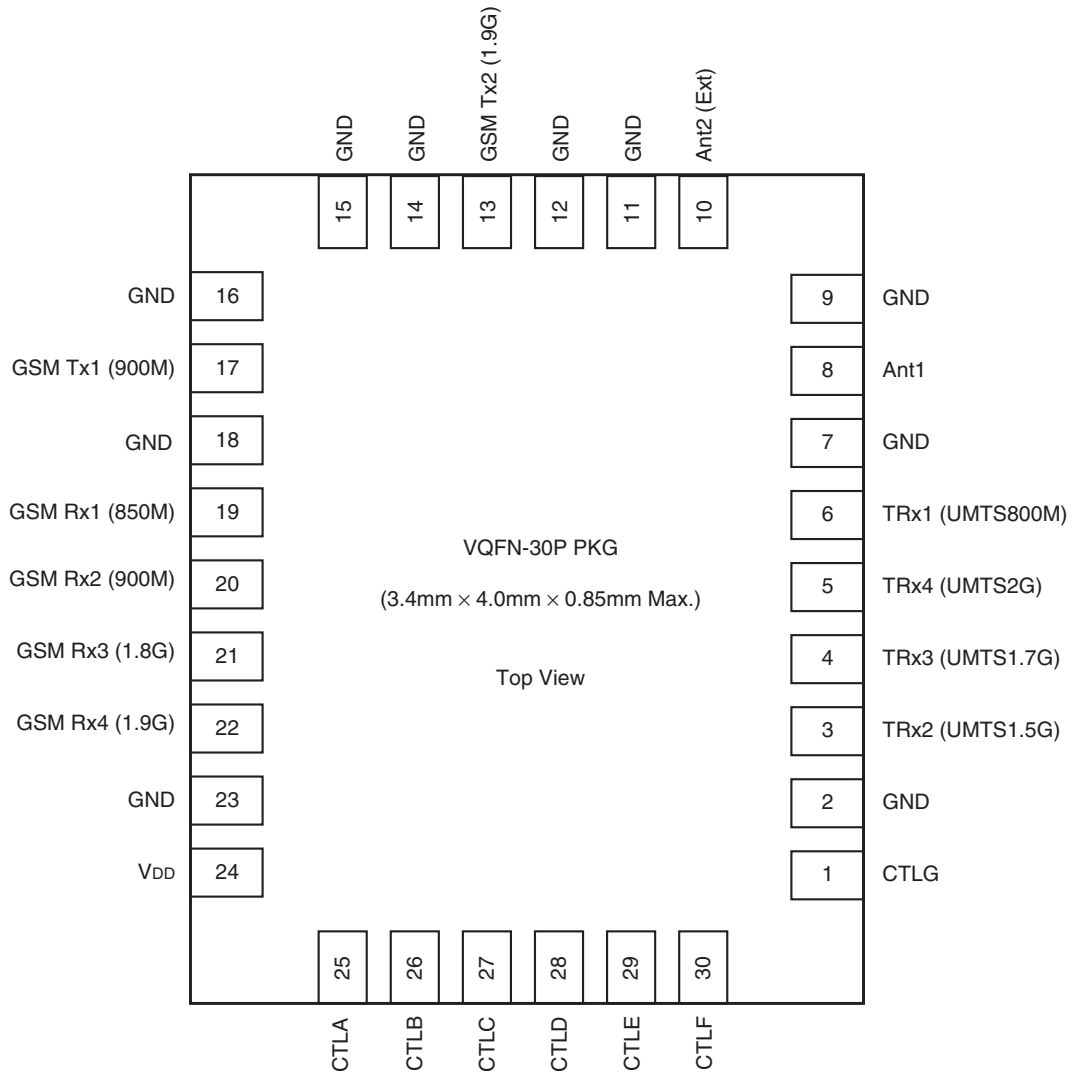 GND
GND
GSM Tx2 (1.9G)
GND
GND
Ant2 (Ext)
15
14
13
12
11
10
GND 16
9 GND
GSM Tx1 (900M) 17
8 Ant1
GND 18
7 GND
GSM Rx1 (850M) 19
6 TRx1 (UMTS800M)
GSM Rx2 (900M) 20
5 TRx4 (UMTS2G)
GSM Rx3 (1.8G) 21
4 TRx3 (UMTS1.7G)
GSM Rx4 (1.9G) 22
3 TRx2 (UMTS1.5G)
GND 23
2 GND
VDD 24
1 CTLG
VQFN-30P PKG
(3.4mm × 4.0mm × 0.85mm Max.)
Top View
25
26
27
28
29
30
CTLA
CTLB
CTLC
CTLD
CTLE
CTLF